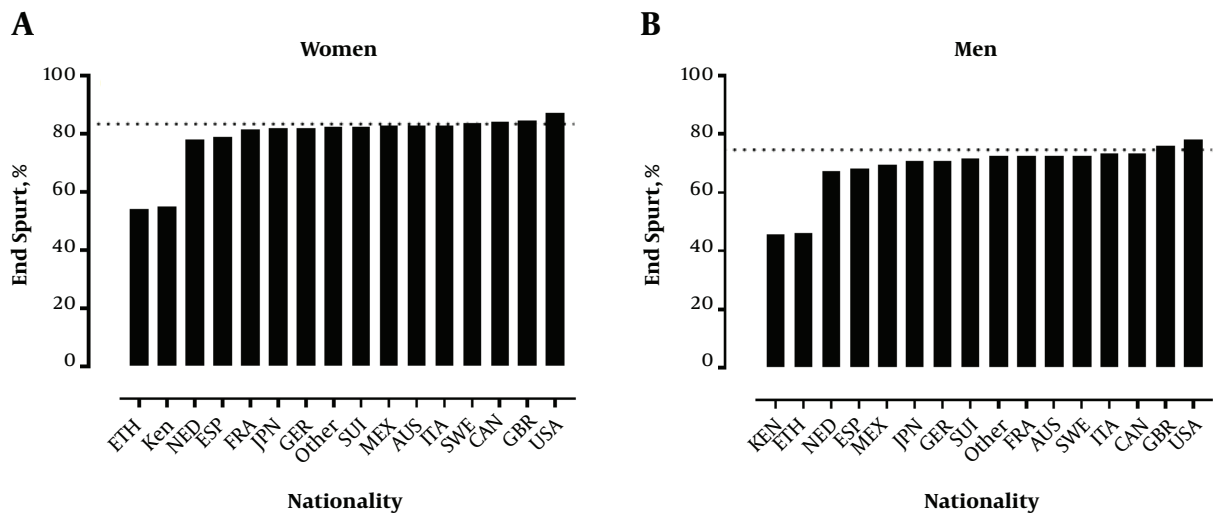 A
Women
End Spurt, %
100
80
60
40
20
0
ETH
Ken
NED
ESP
FRA
JPN
GER
Other
SUI
MEX
AUS
ITA
SWE
CAN
GBR
USA
Nationality
B
Men
End Spurt, %
100
80
60
40
20
0
KEN
ETH
NED
ESP
MEX
JPN
GER
SUI
Other
FRA
AUS
SWE
ITA
CAN
GBR
USA
Nationality